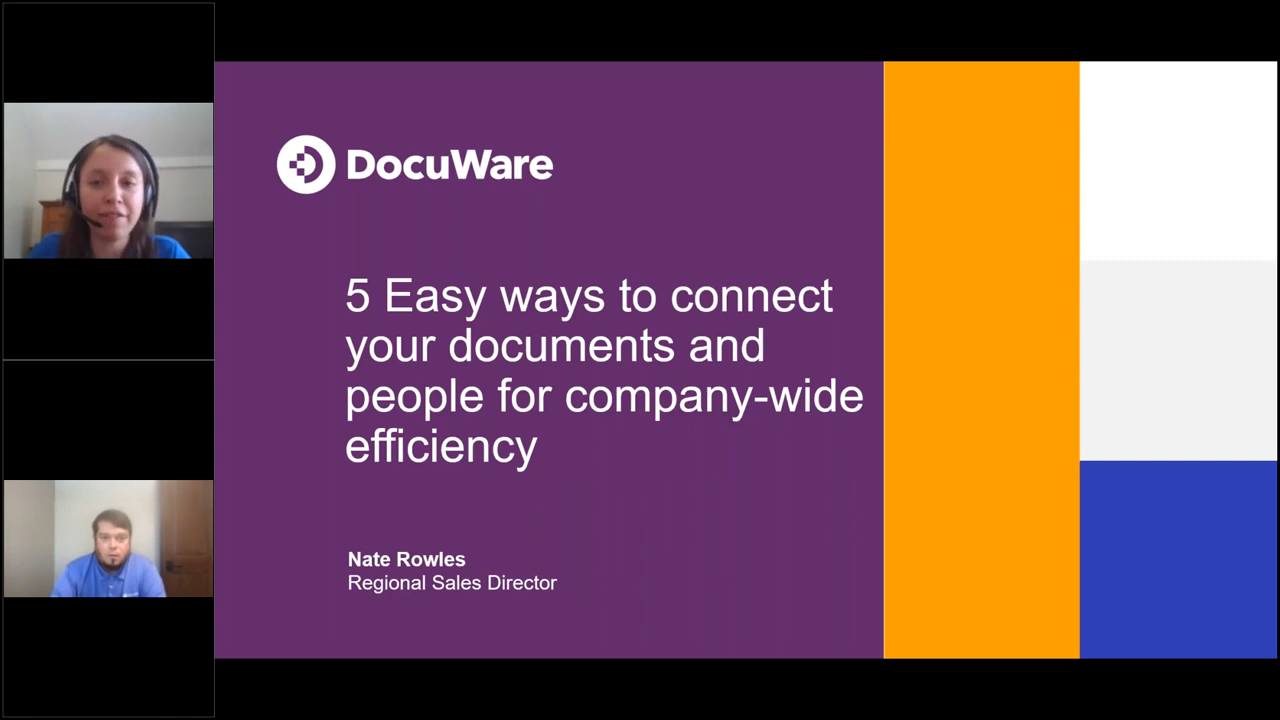 DocuWare
5 Easy ways to connect
your documents and
people for company-wide
efficiency
Nate Rowles
Regional Sales Director